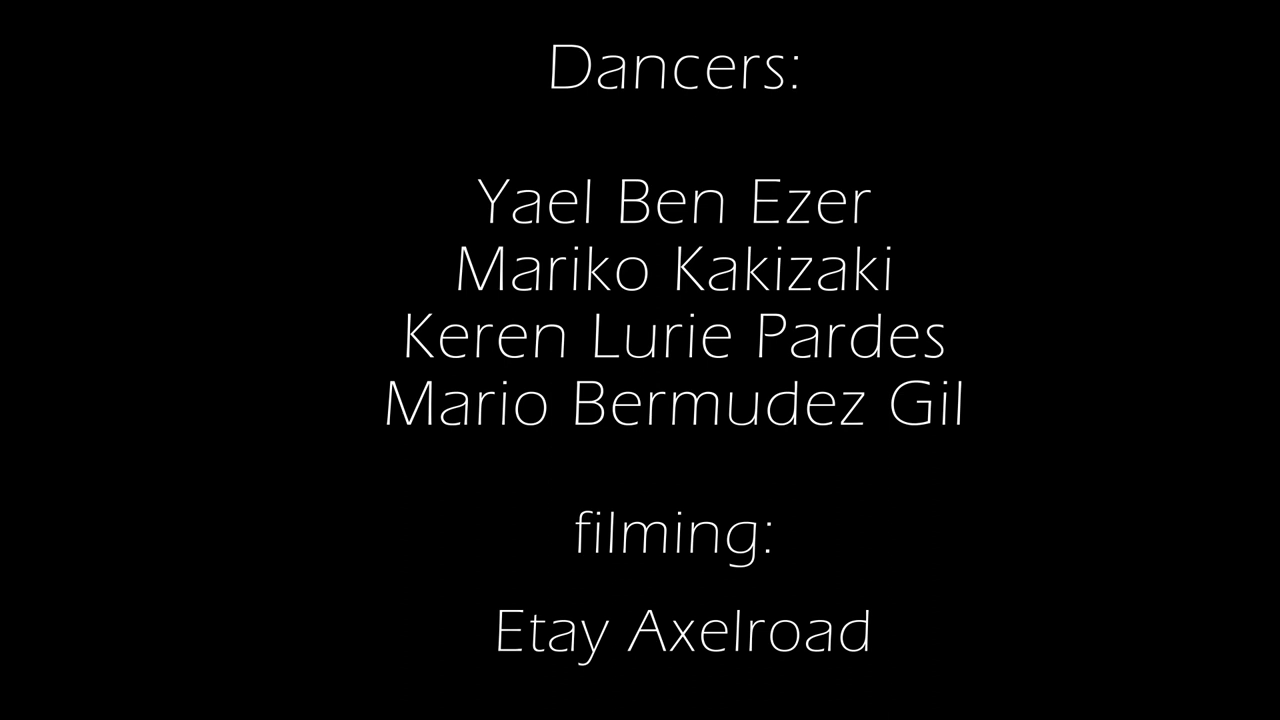 Dancers:
Yael Ben Ezer
Mariko Kakizaki
Keren Lurie Pardes
Mario Bermudez Gil
filming:
Etay Axelroad